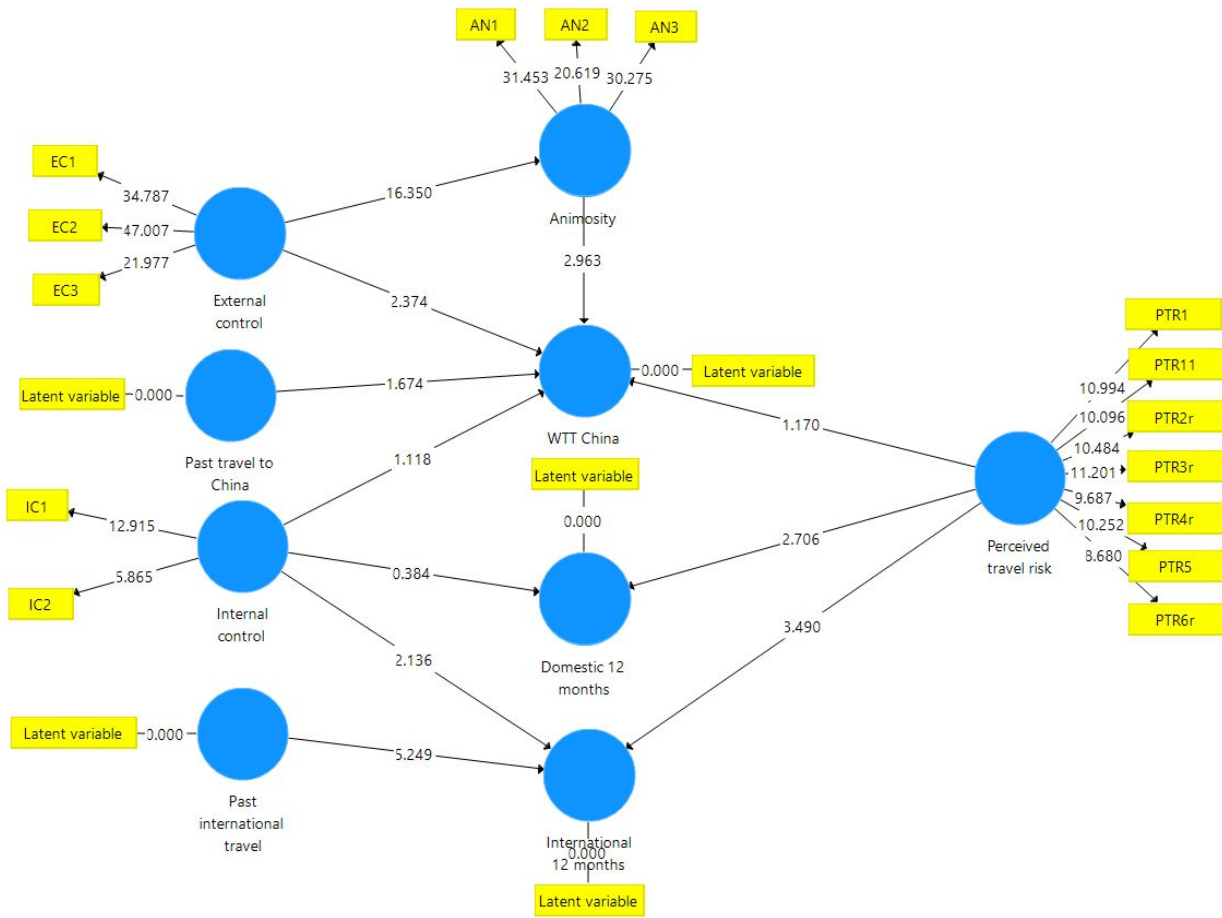 AN1
AN2
AN3
31.453
20.619
30.275
EC1
34.787
EC2
47.007
EC3
21.977
16.350
Animosity
External
control
2.963
2.374
PTR1
Latent variable
0.000
1.674
0.000
Latent variable
10.994
PTR11
10.096
PTR2r
10.484
WTT China
1.170
Past travel to
China
1.118
11.201
PTR3r
9.687
PTR4r
Latent variable
0.000
IC1
12.915
10.252
PTR5
Perceived
travel risk
8.680
PTR6r
2.706
IC2
5.865
0.384
Internal
control
3.490
2.136
Domestic 12
months
Latent variable
0.000
5.249
Past
international
travel
International
12 months
0.000
Latent variable